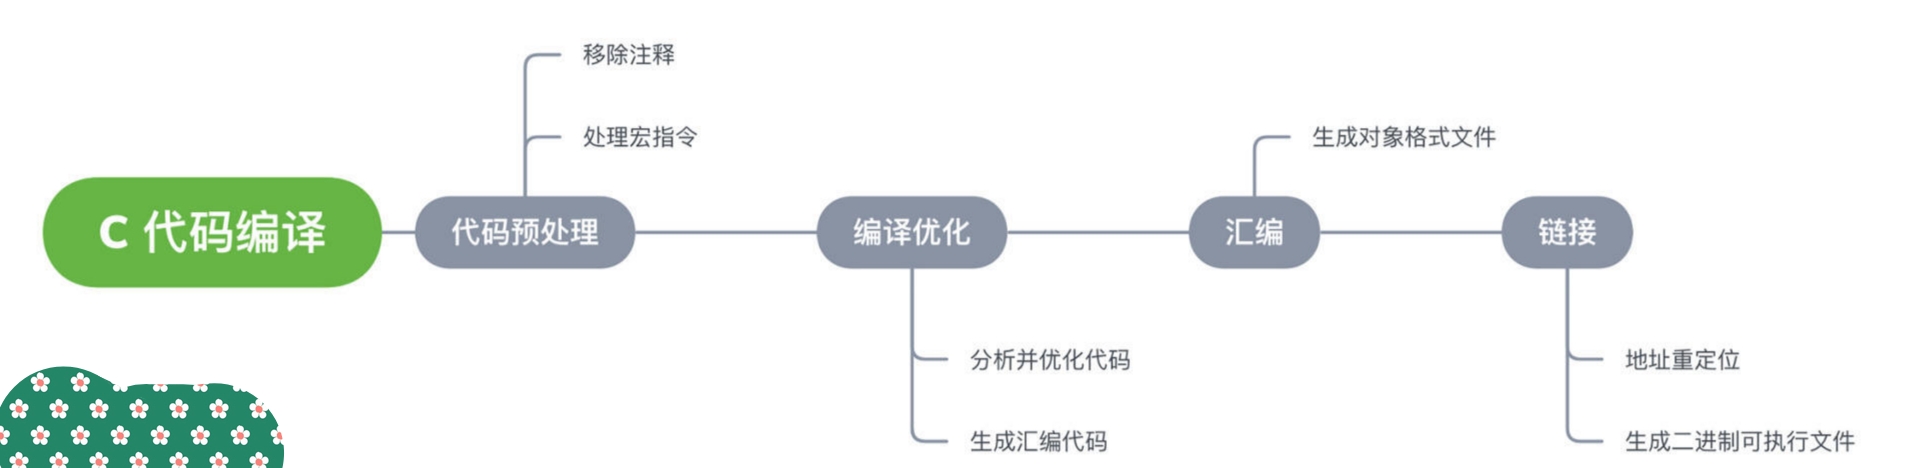 移除注释
处理宏指令
生成对象格式文件
C 代码编译
代码预处理
编译优化
汇编
链接
分析并优化代码
地址重定位
生成汇编代码
生成二进制可执行文件